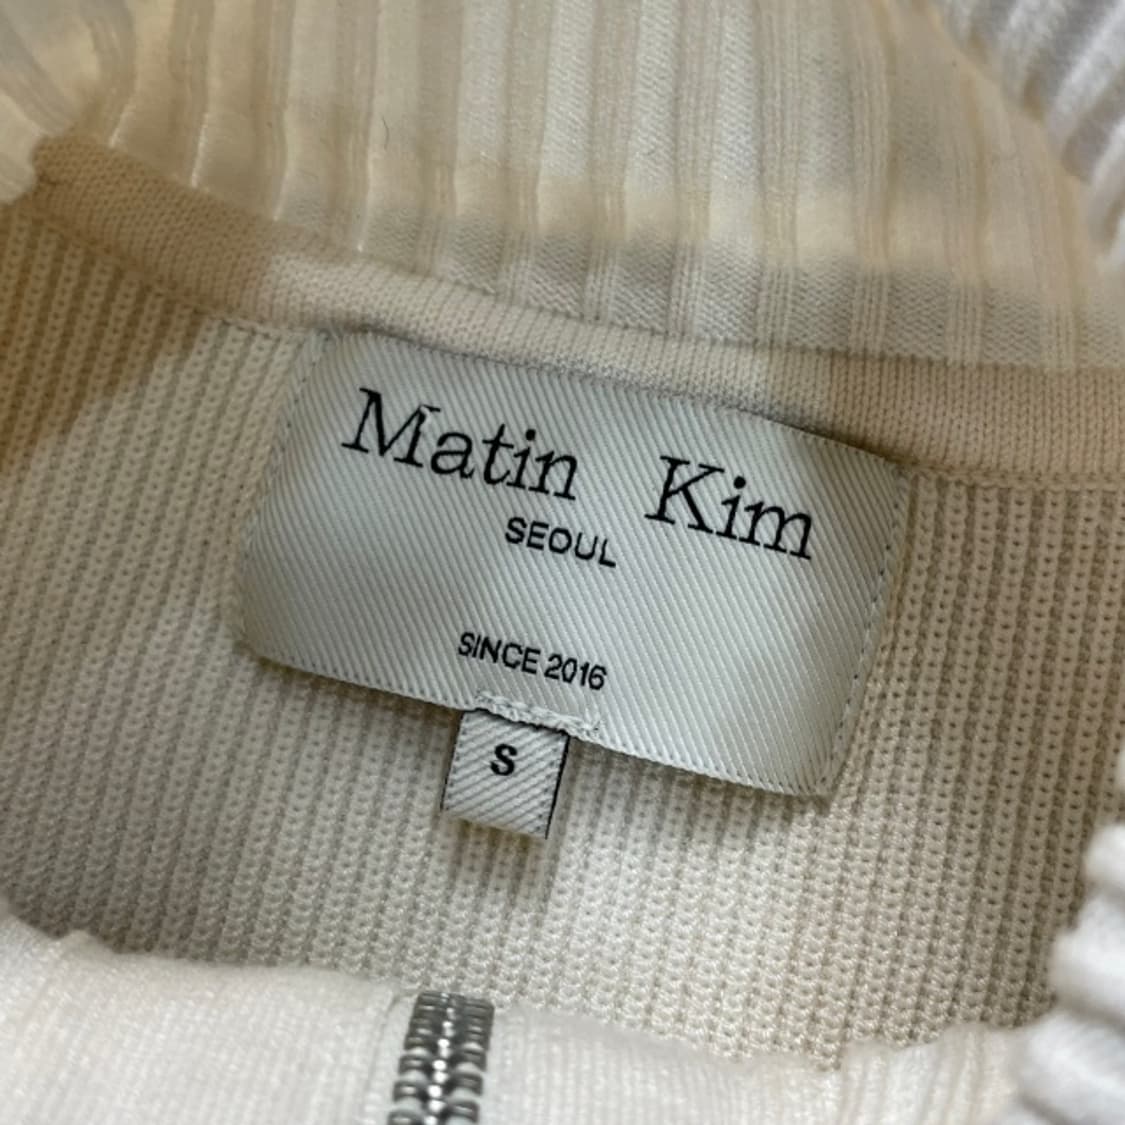 Matin Kim
SEOUL
SINCE 2016
S